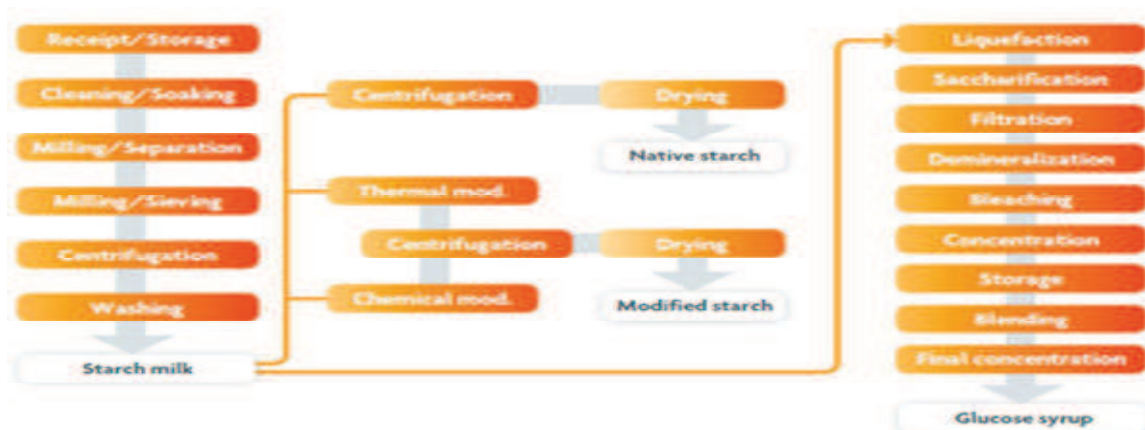 Receipt/Storage
Cleaning/Soaking
Milling/Separation
Milling/Sieving
Centrifugation
Washing
Starch milk
Centrifugation
Drying
Native starch
Thermal mod.
Centrifugation
Drying
Chemical mod.
Modified starch
Liquefaction
Saccharification
Filtration
Demineralization
Bleaching
Concentration
Storage
Blending
Final concentration
Glucose syrup